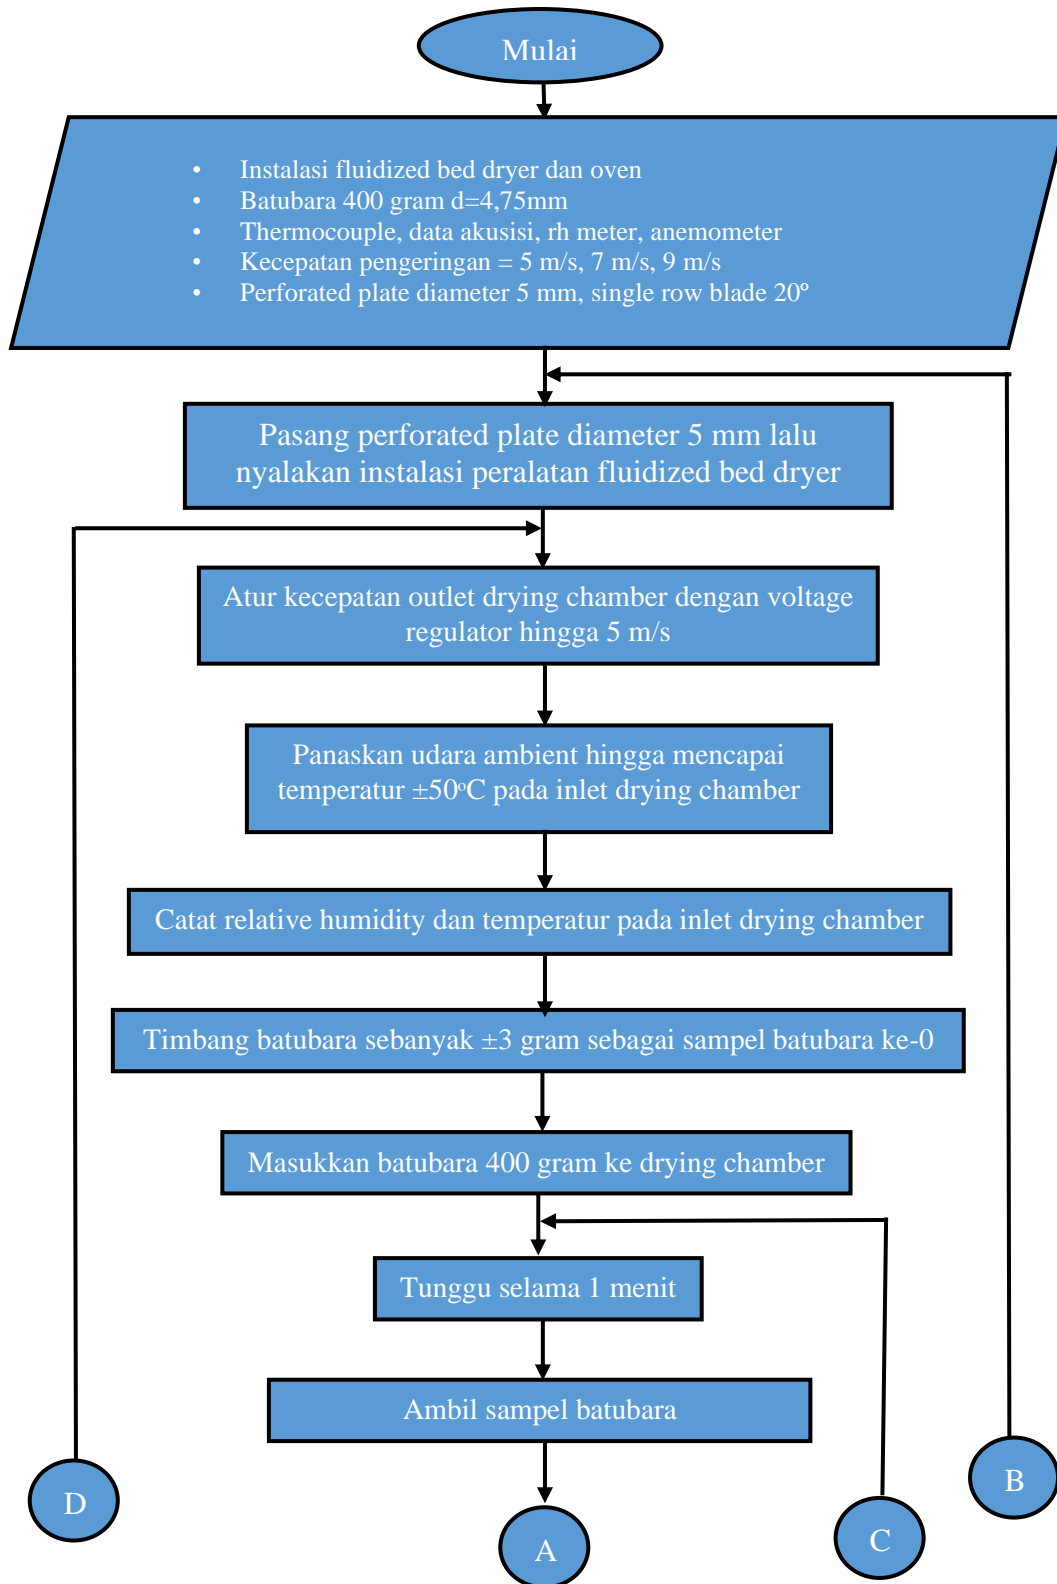 Mulai
• Instalasi fluidized bed dryer dan oven
• Batubara 400 gram d=4,75mm
• Thermocouple, data akusisi, rh meter, anemometer
• Kecepatan pengeringan = 5 m/s, 7 m/s, 9 m/s
• Perforated plate diameter 5 mm, single row blade 20º
Pasang perforated plate diameter 5 mm lalu
nyalakan instalasi peralatan fluidized bed dryer
Atur kecepatan outlet drying chamber dengan voltage
regulator hingga 5 m/s
Panaskan udara ambient hingga mencapai
temperatur ±50ºC pada inlet drying chamber
Catat relative humidity dan temperatur pada inlet drying chamber
Timbang batubara sebanyak ±3 gram sebagai sampel batubara ke-0
Masukkan batubara 400 gram ke drying chamber
Tunggu selama 1 menit
Ambil sampel batubara
D
A
C
B